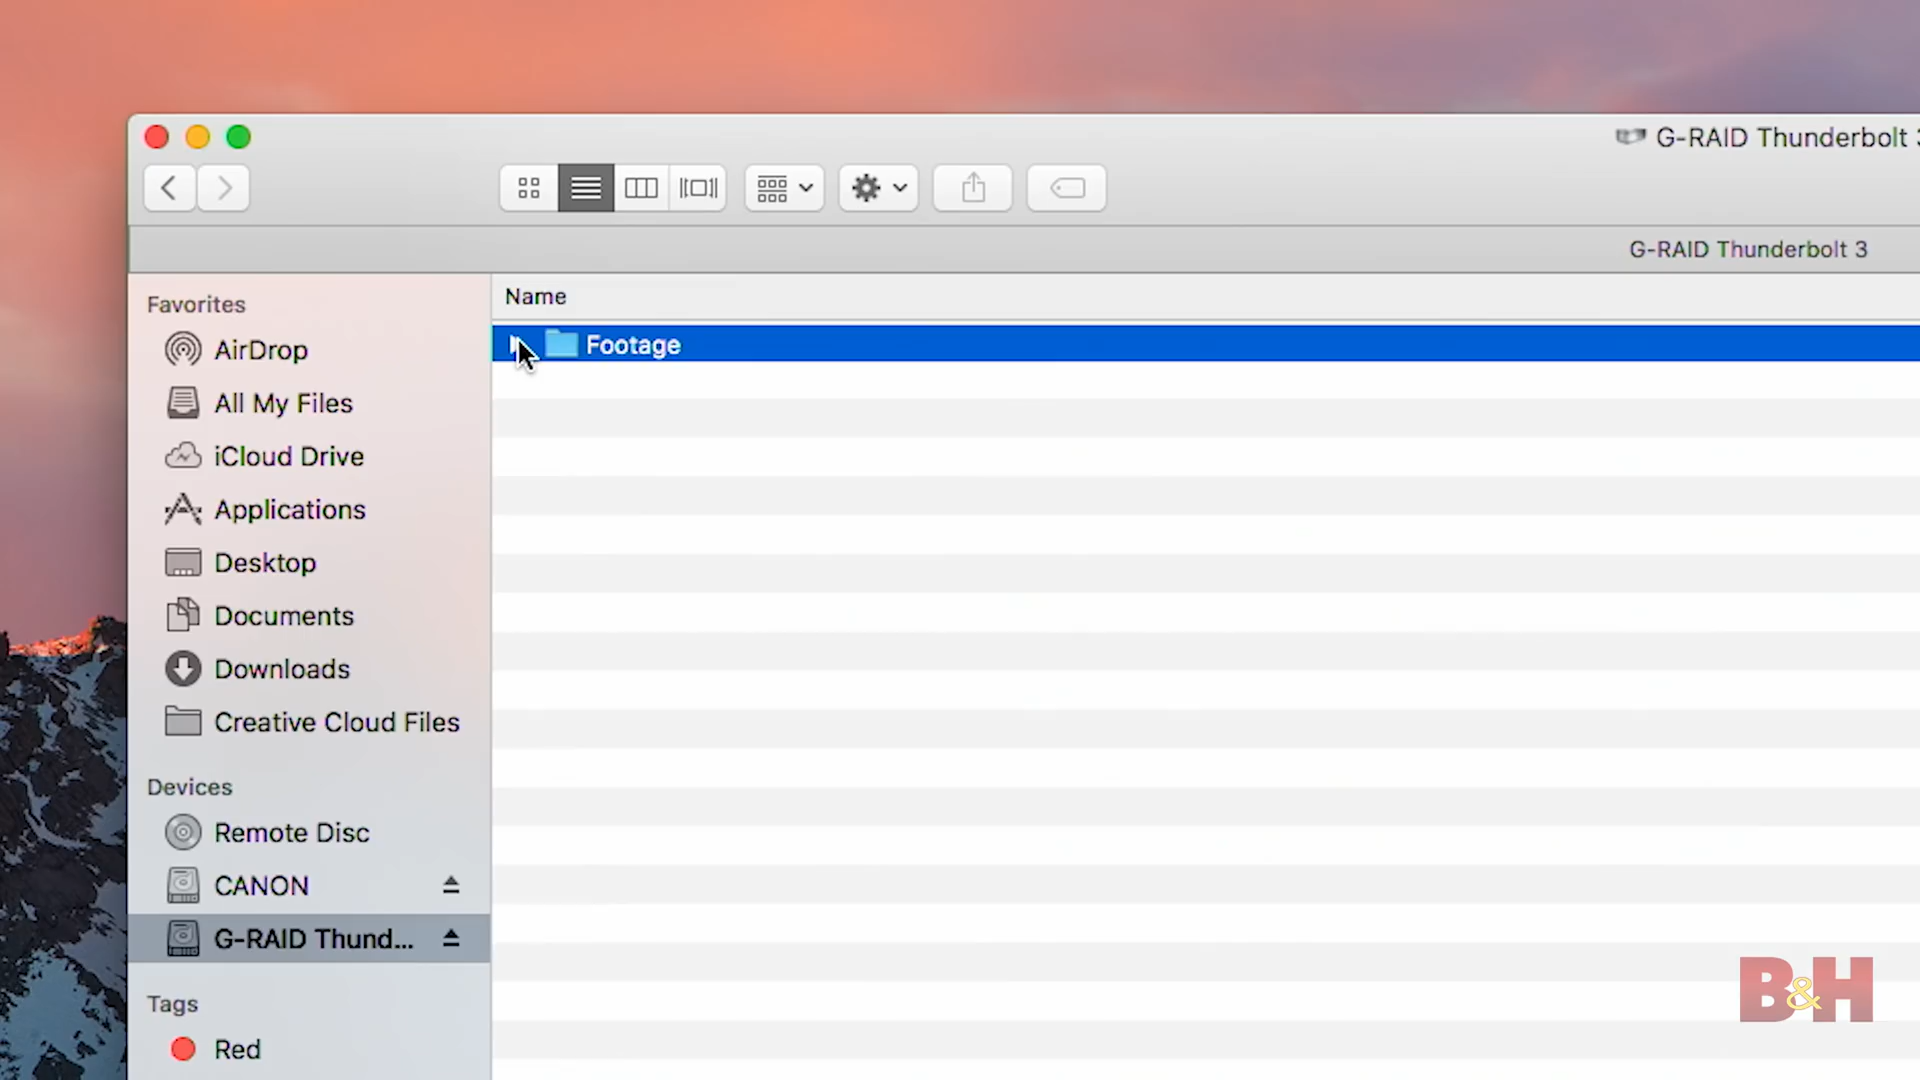 G-RAID Thunderbolt 3
G-RAID Thunderbolt 3
Favorites
AirDrop
All My Files
iCloud Drive
Applications
Desktop
Documents
Downloads
Creative Cloud Files
Devices
Remote Disc
CANON
G-RAID Thund...
Tags
Red
Name
Footage
B&H